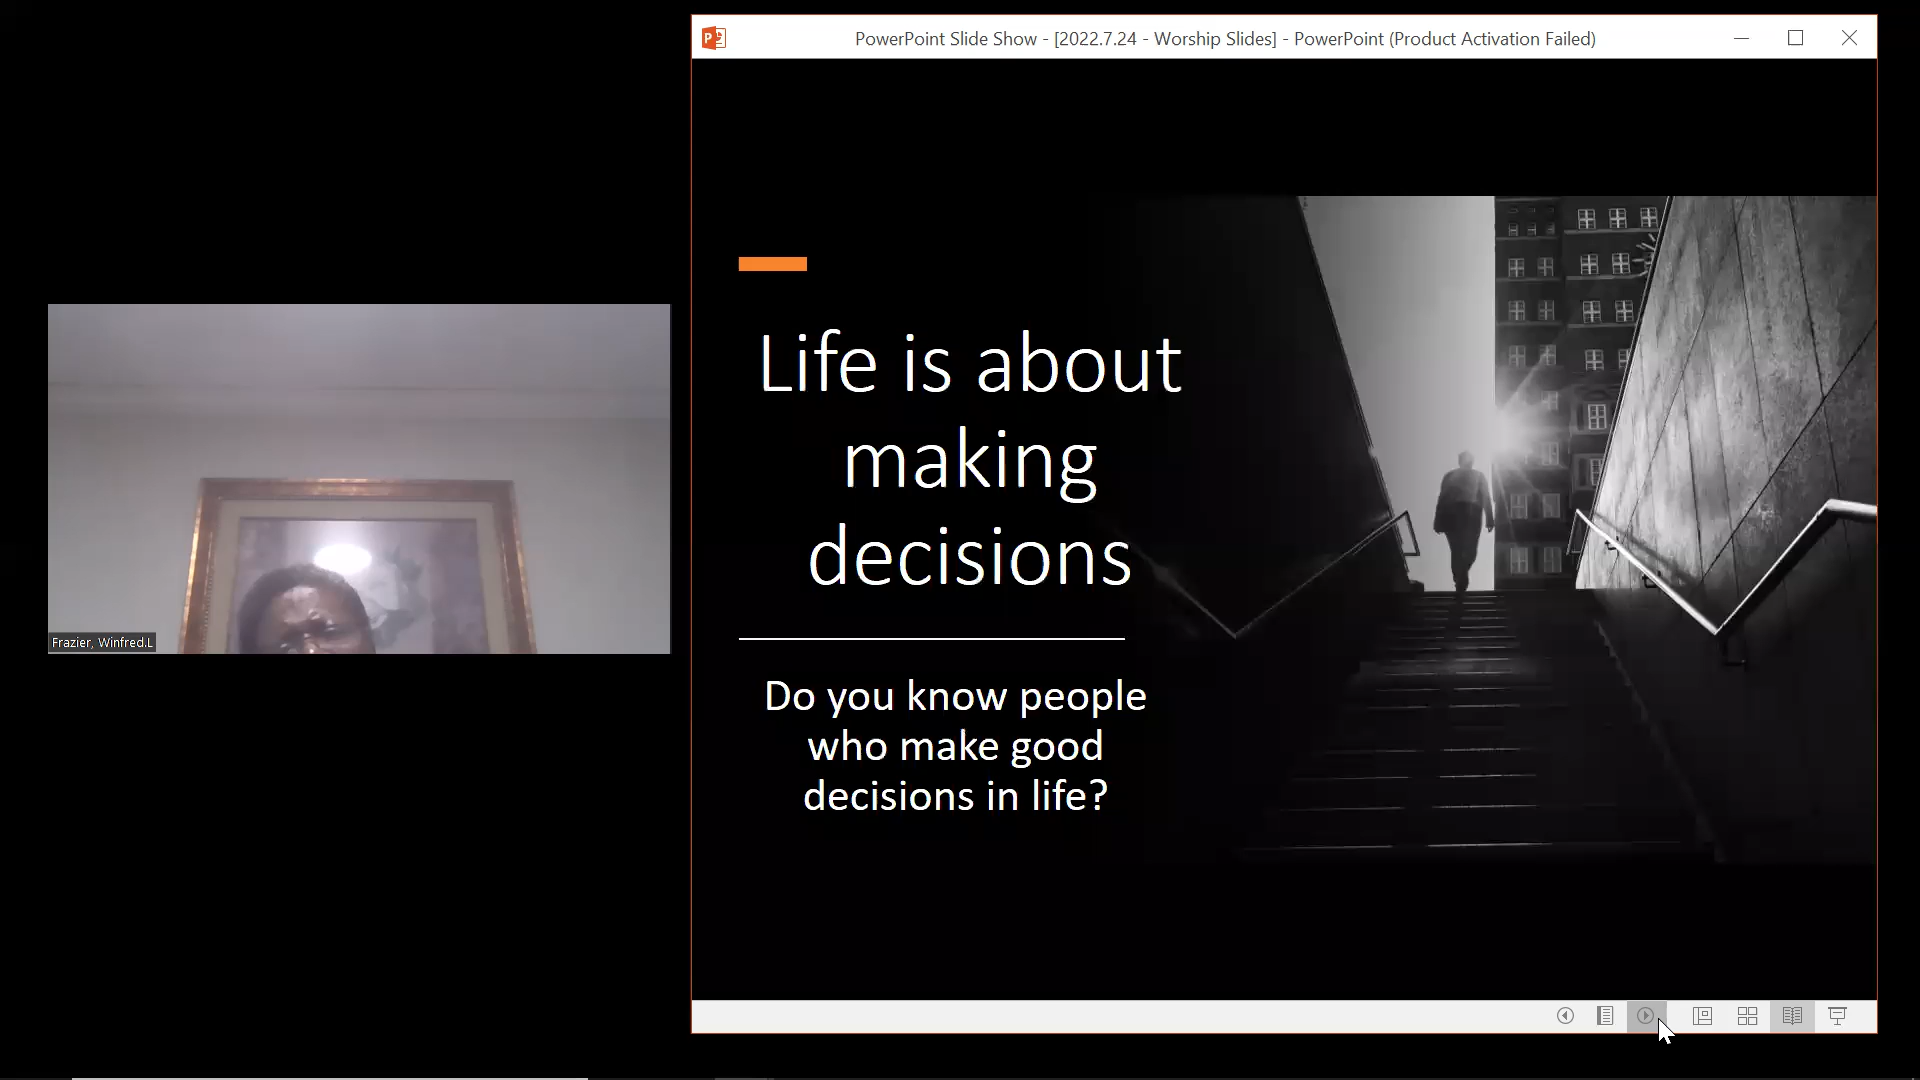 PowerPoint Slide Show - [2022.7.24 - Worship Slides] - PowerPoint (Product Activation Failed)
Life is about
making
decisions
Do you know people
who make good
decisions in life?
Frazier, Winfred.L